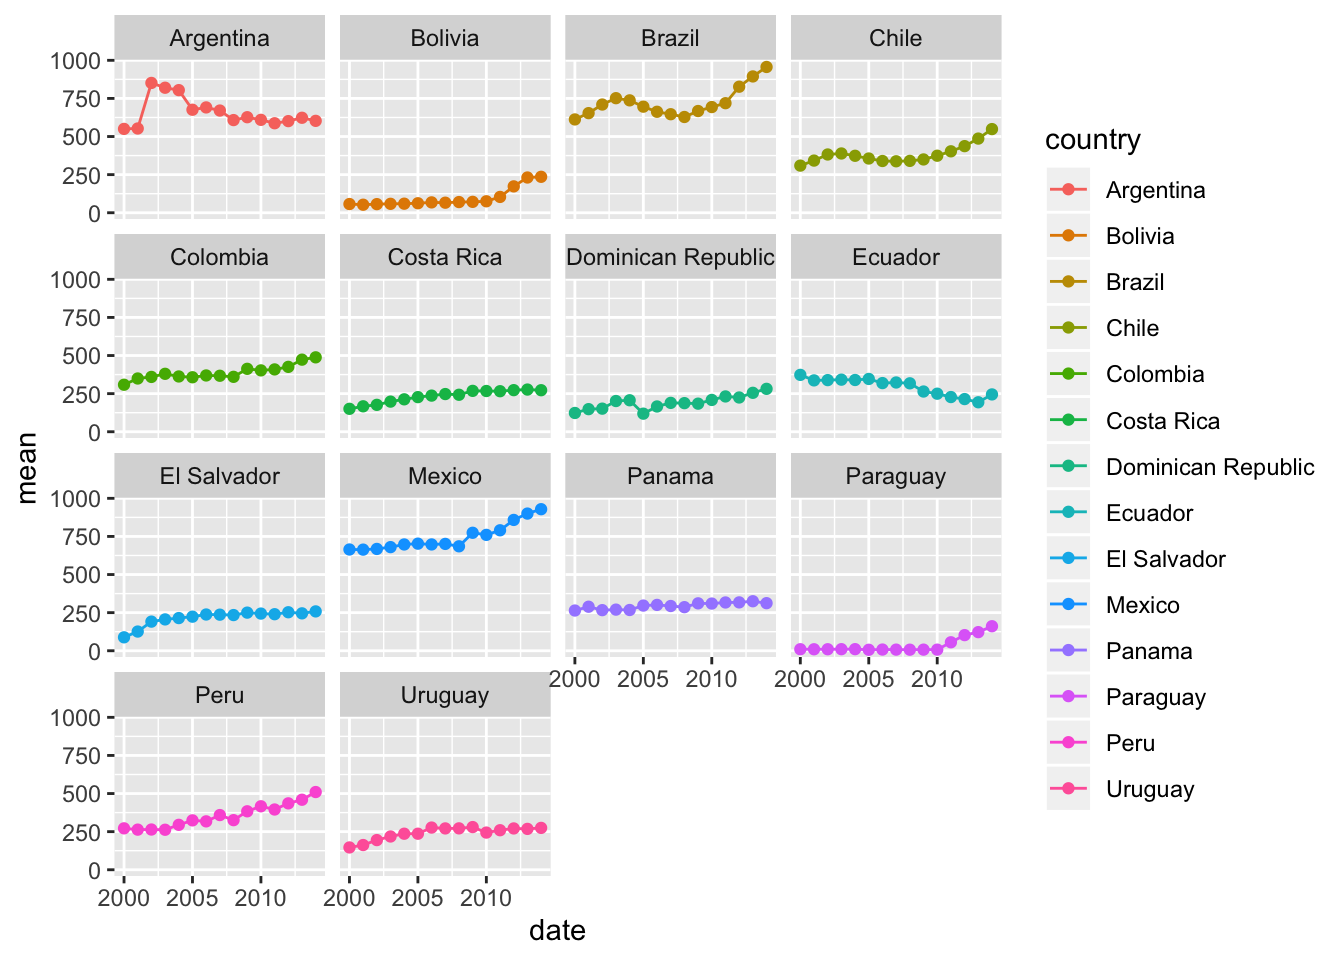 Argentina Bolivia Brazil Chile
1000
750
500
250
0
Colombia Costa Rica Dominican Republic Ecuador
1000
750
500
250
0
El Salvador Mexico Panama Paraguay
1000
750
500
250
0
2000 2005 2010 2000 2005 2010
Peru Uruguay
1000
750
500
250
0
2000 2005 2010 2000 2005 2010
date
mean
country
Argentina
Bolivia
Brazil
Chile
Colombia
Costa Rica
Dominican Republic
Ecuador
El Salvador
Mexico
Panama
Paraguay
Peru
Uruguay